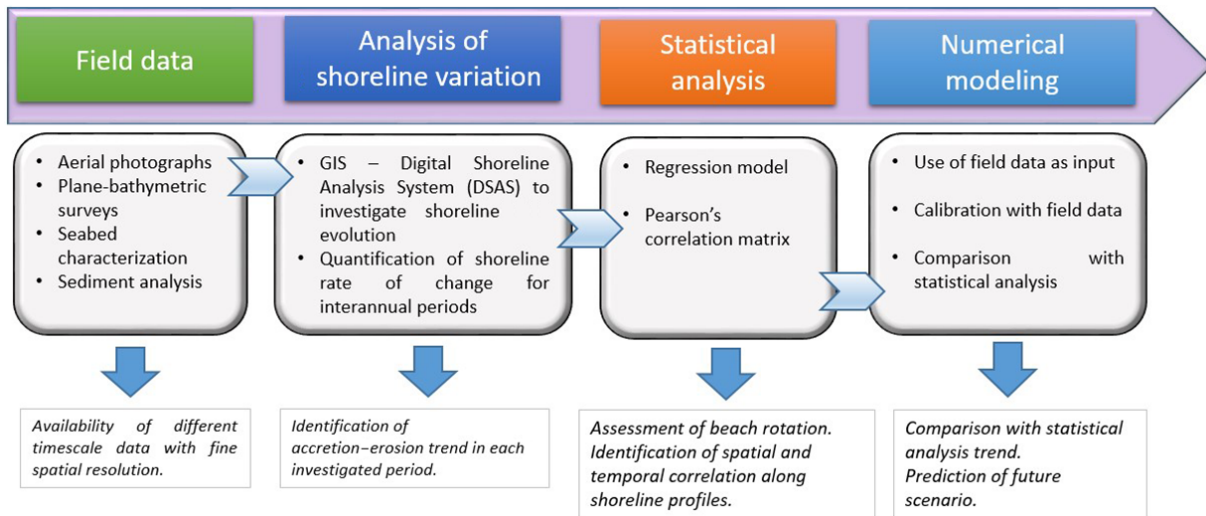 Field data
Analysis of
shoreline variation
Statistical
analysis
Numerical
modeling
• Aerial photographs
• Plane-bathymetric
surveys
• Seabed
characterization
• Sediment analysis
• GIS – Digital Shoreline
Analysis System (DSAS) to
investigate shoreline
evolution
• Quantification of shoreline
rate of change for
interannual periods
• Regression model
• Pearson's
correlation matrix
• Use of field data as input
• Calibration with field data
• Comparison with
statistical analysis
Availability of different
timescale data with fine
spatial resolution.
Identification of
accretion–erosion trend in each
investigated period.
Assessment of beach rotation.
Identification of spatial and
temporal correlation along
shoreline profiles.
Comparison with statistical
analysis trend.
Prediction of future
scenario.